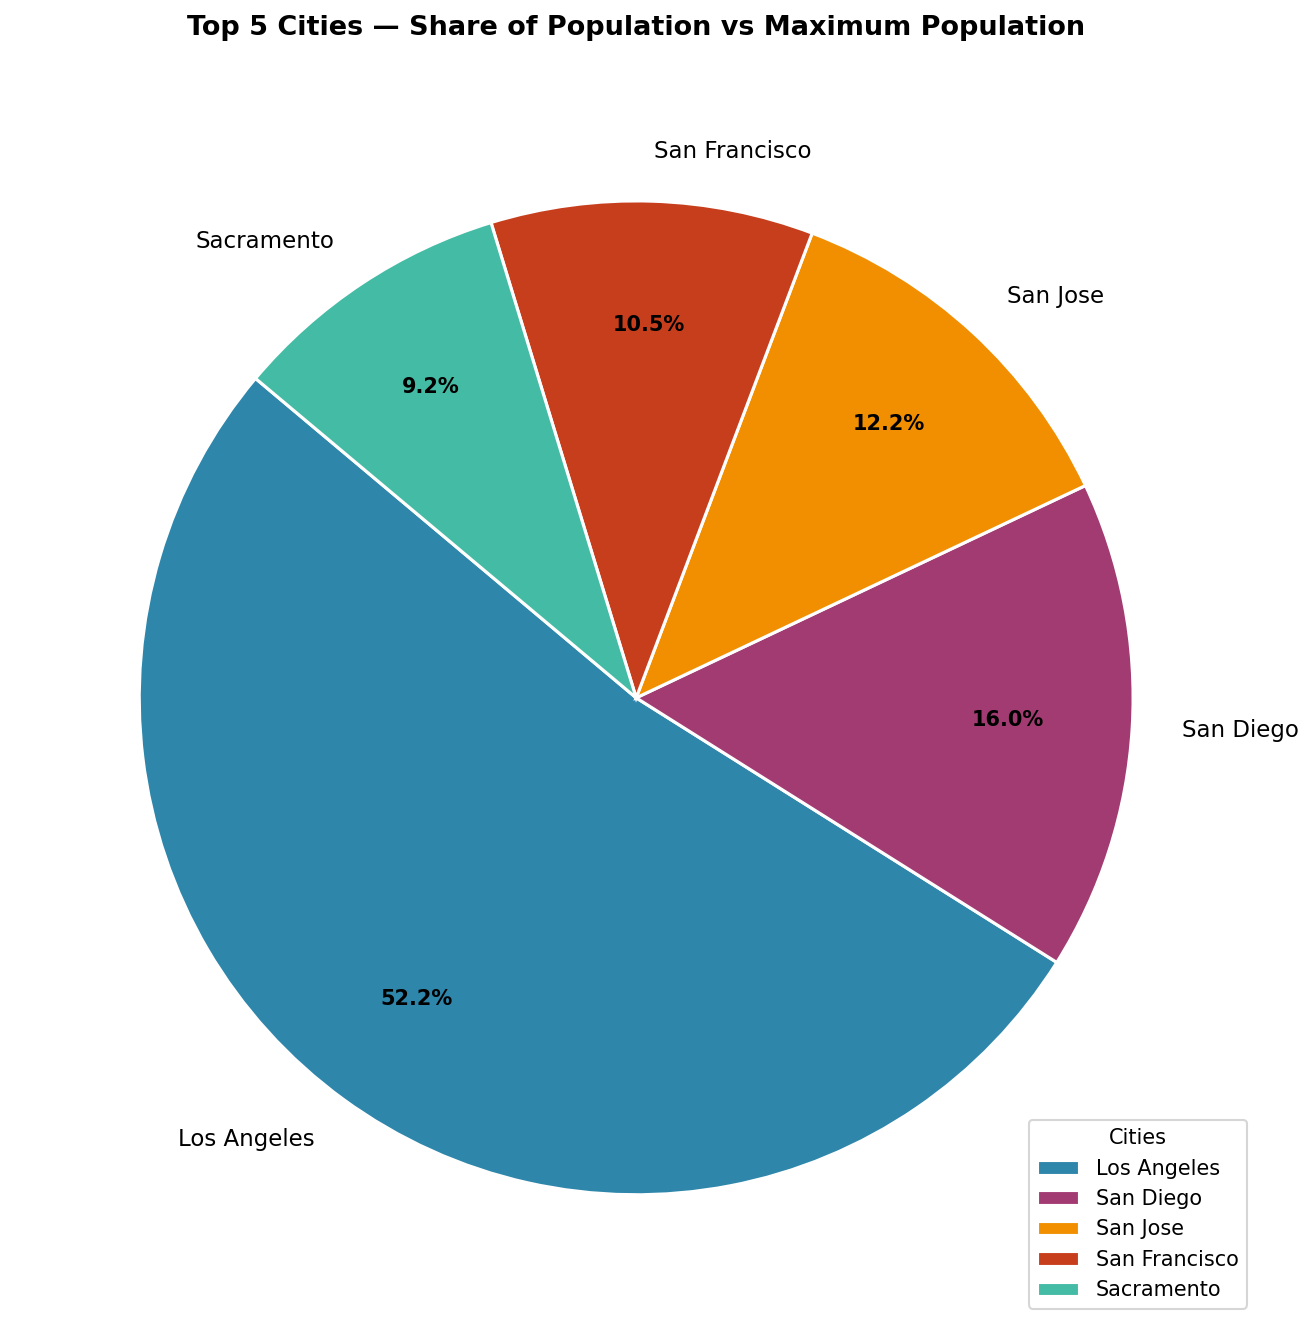 Top 5 Cities — Share of Population vs Maximum Population
San Francisco
Sacramento
San Jose
10.5%
9.2%
12.2%
16.0%
San Diego
52.2%
Los Angeles
Cities
Los Angeles
San Diego
San Jose
San Francisco
Sacramento